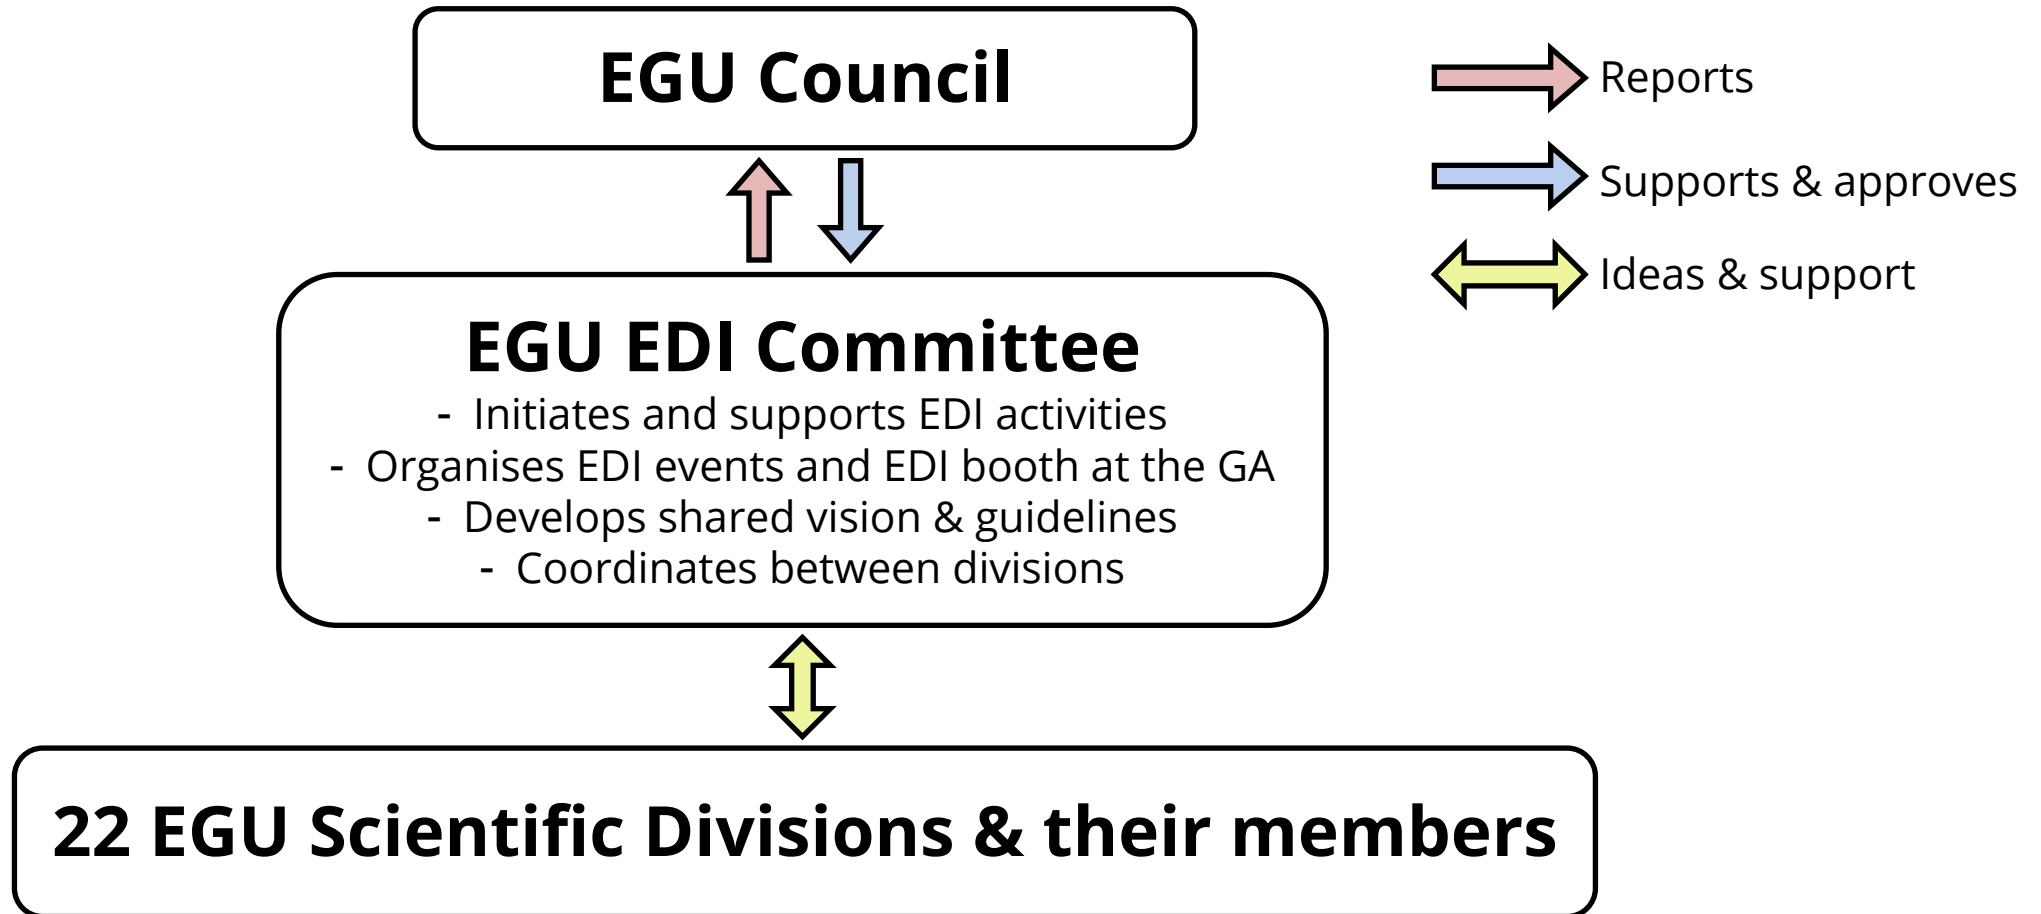 EGU Council
Reports
Supports & approves
Ideas & support
EGU EDI Committee
- Initiates and supports EDI activities
- Organises EDI events and EDI booth at the GA
- Develops shared vision & guidelines
- Coordinates between divisions
22 EGU Scientific Divisions & their members